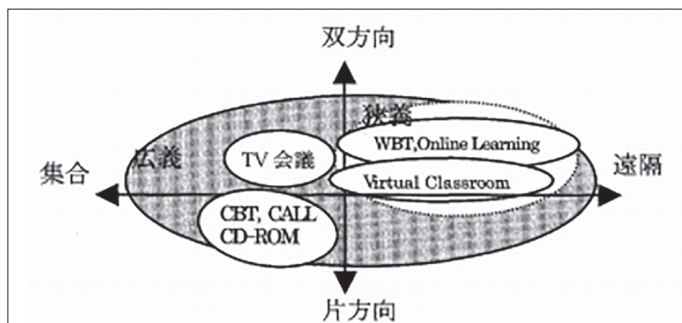 双方向
狭義
WBT,Online Learning
広義
TV 会議
集合
遠隔
Virtual Classroom
CBT, CALL
CD-ROM
片方向